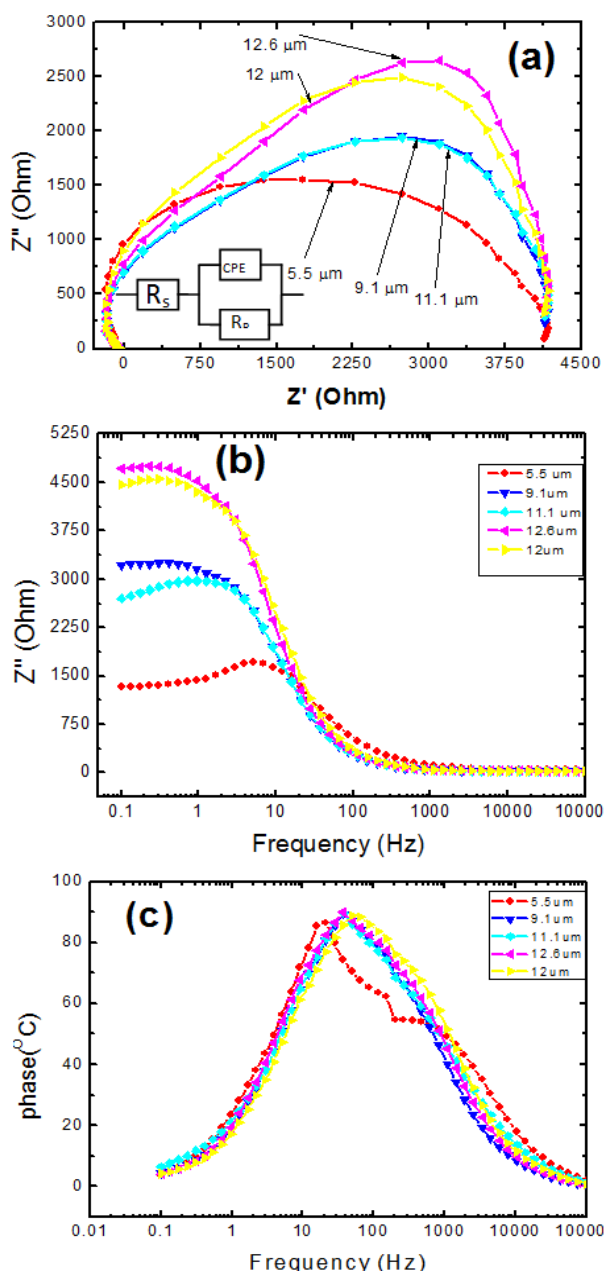 (a)
12.6 µm
12 µm
5.5 µm
9.1 µm
11.1 µm
R_S
CPE
R_P
Z'' (Ohm)
3000
2500
2000
1500
1000
500
0
0 750 1500 2250 3000 3750 4500
Z' (Ohm)
(b)
5.5 um
9.1um
11.1 um
12.6um
12um
Z'' (Ohm)
5250
4500
3750
3000
2250
1500
750
0
0.1 1 10 100 1000 10000 10000
Frequency (Hz)
(c)
5.5um
9.1um
11.1um
12.6um
12um
phase(°C)
100
80
60
40
20
0
0.01 0.1 1 10 100 1000 10000 10000
Frequency (Hz)